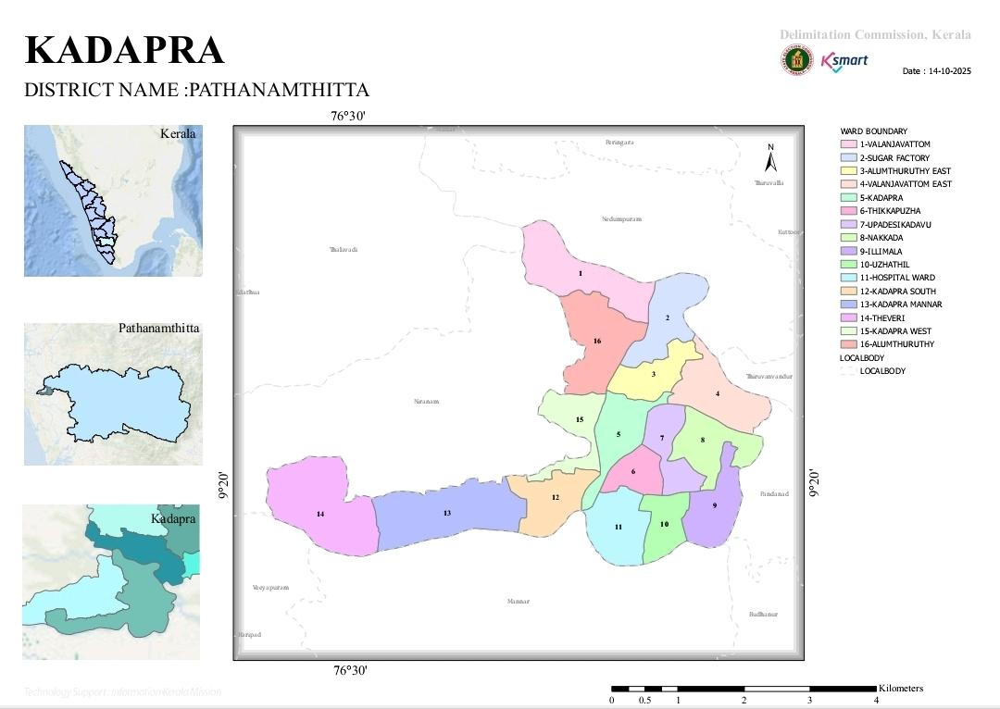 KADAPRA
DISTRICT NAME :PATHANAMTHITTA
Delimitation Commission, Kerala
Ksmart
Date : 14-10-2025
Kerala
Pathanamthitta
Kadapra
76°30'
Peringara
N
Thiruvalla
Nedumpuram
Kuttoor
Thalavadi
Edathua
Thiruvanvandur
Niranam
9°20'
9°20'
Pandanad
Veeyapuram
Mannar
Budhanur
Haripad
1
2
16
3
4
15
5
7
8
6
12
9
14
13
11
10
76°30'
WARD BOUNDARY
1-VALANJAVATTOM
2-SUGAR FACTORY
3-ALUMTHURUTHY EAST
4-VALANJAVATTOM EAST
5-KADAPRA
6-THIKKAPUZHA
7-UPADESIKADAVU
8-NAKKADA
9-ILLIMALA
10-UZHATHIL
11-HOSPITAL WARD
12-KADAPRA SOUTH
13-KADAPRA MANNAR
14-THEVERI
15-KADAPRA WEST
16-ALUMTHURUTHY
LOCALBODY
LOCALBODY
Technology Support : Information Kerala Mission
Kilometers
0 0.5 1 2 3 4